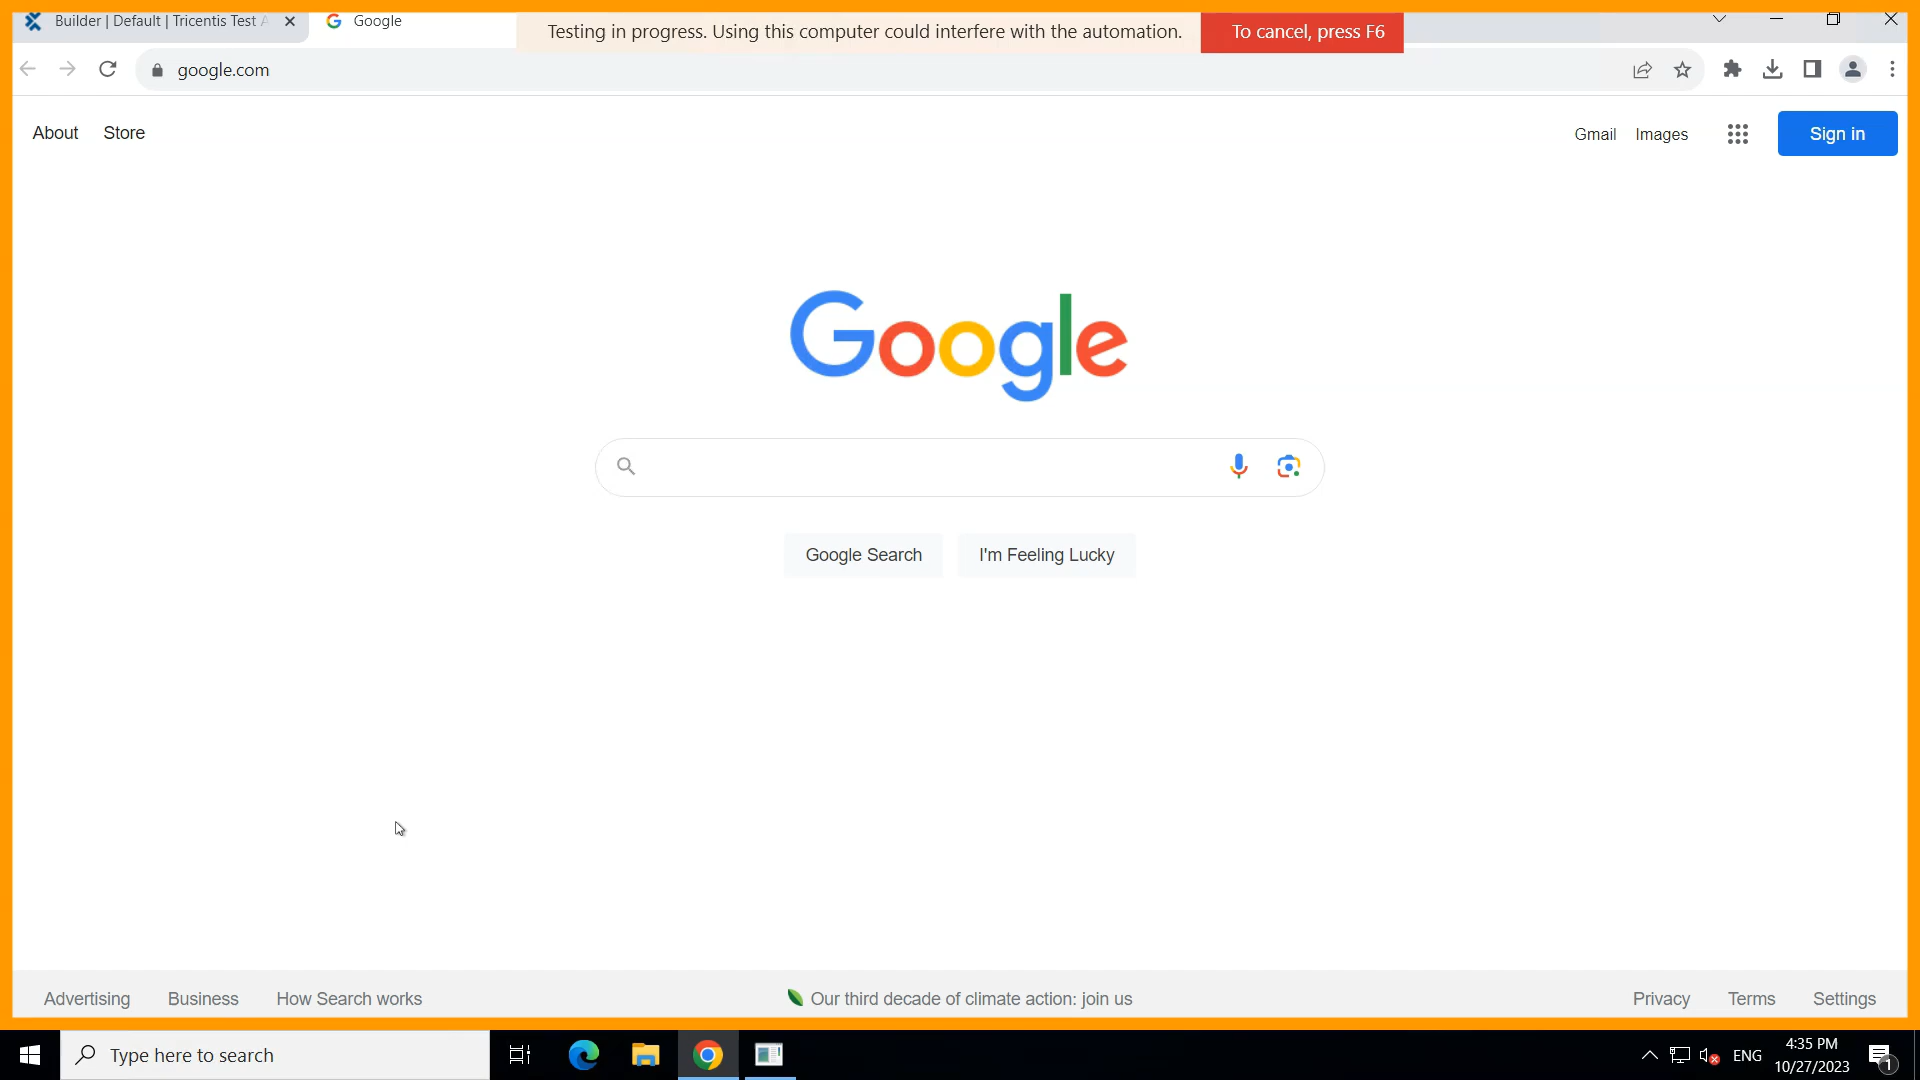 Builder | Default | Tricentis Test A
Google
Testing in progress. Using this computer could interfere with the automation.
To cancel, press F6
google.com
About
Store
Gmail
Images
Sign in
Google
Google Search
I'm Feeling Lucky
Advertising
Business
How Search works
Our third decade of climate action: join us
Privacy
Terms
Settings
Type here to search
ENG
4:35 PM
10/27/2023
1